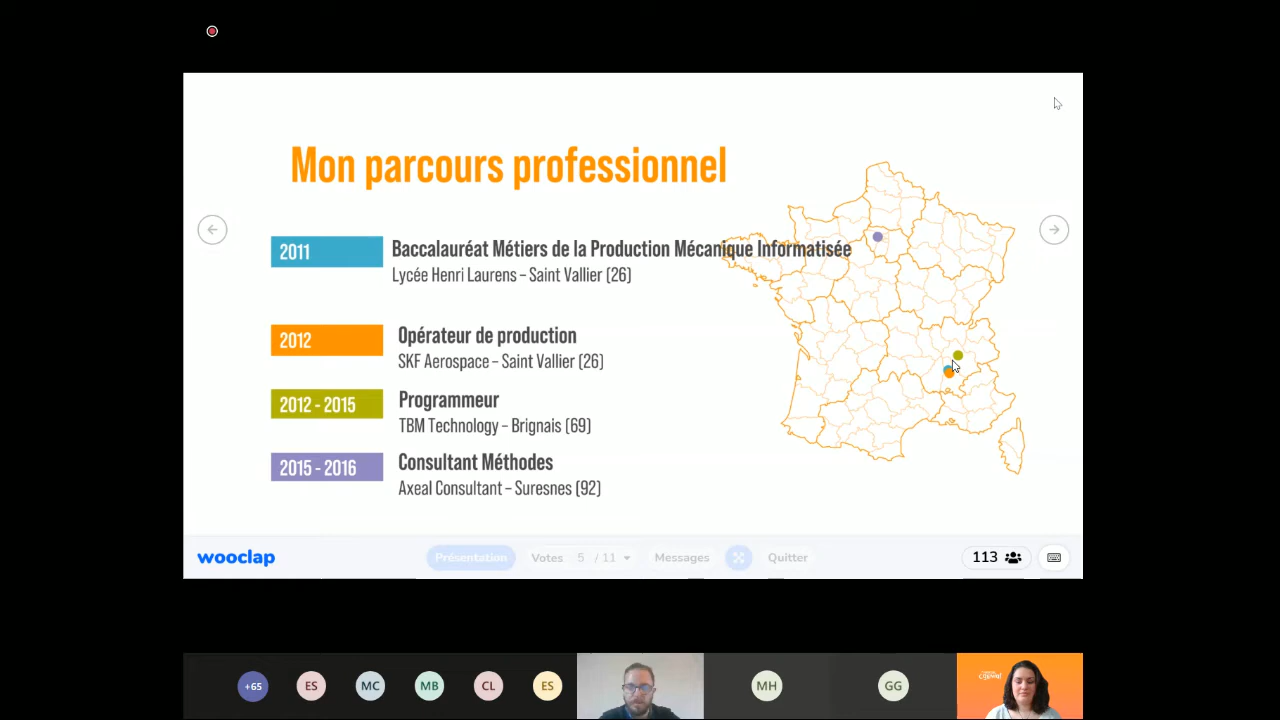 Mon parcours professionnel
2011
Baccalauréat Métiers de la Production Mécanique Informatisée
Lycée Henri Laurens – Saint Vallier (26)
2012
Opérateur de production
SKF Aerospace – Saint Vallier (26)
2012 - 2015
Programmeur
TBM Technology – Brignais (69)
2015 - 2016
Consultant Méthodes
Axeal Consultant – Suresnes (92)
wooclap
Présentation
Votes 5 / 11
Messages
Quitter
113
+65
ES
MC
MB
CL
ES
MH
GG